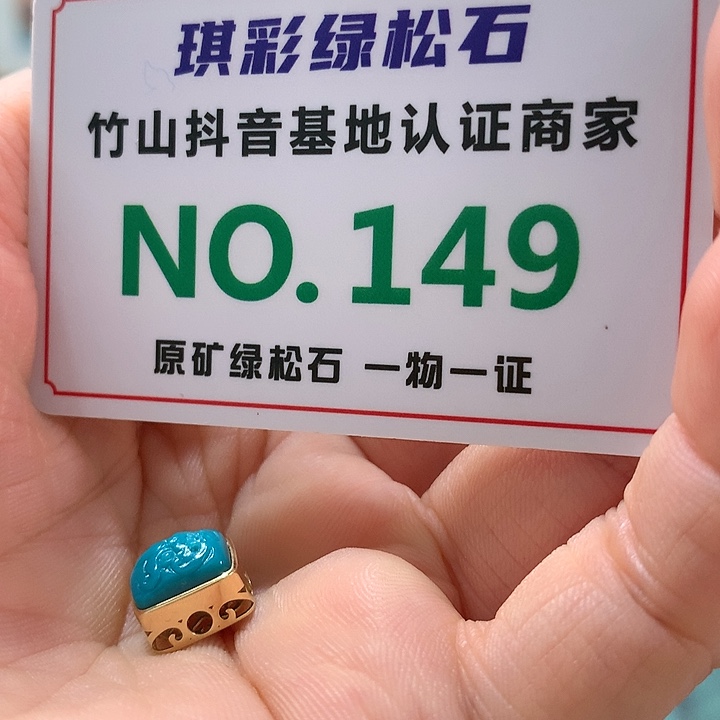 琪彩绿松石
竹山抖音基地认证商家
NO.149
原矿绿松石 一物一证